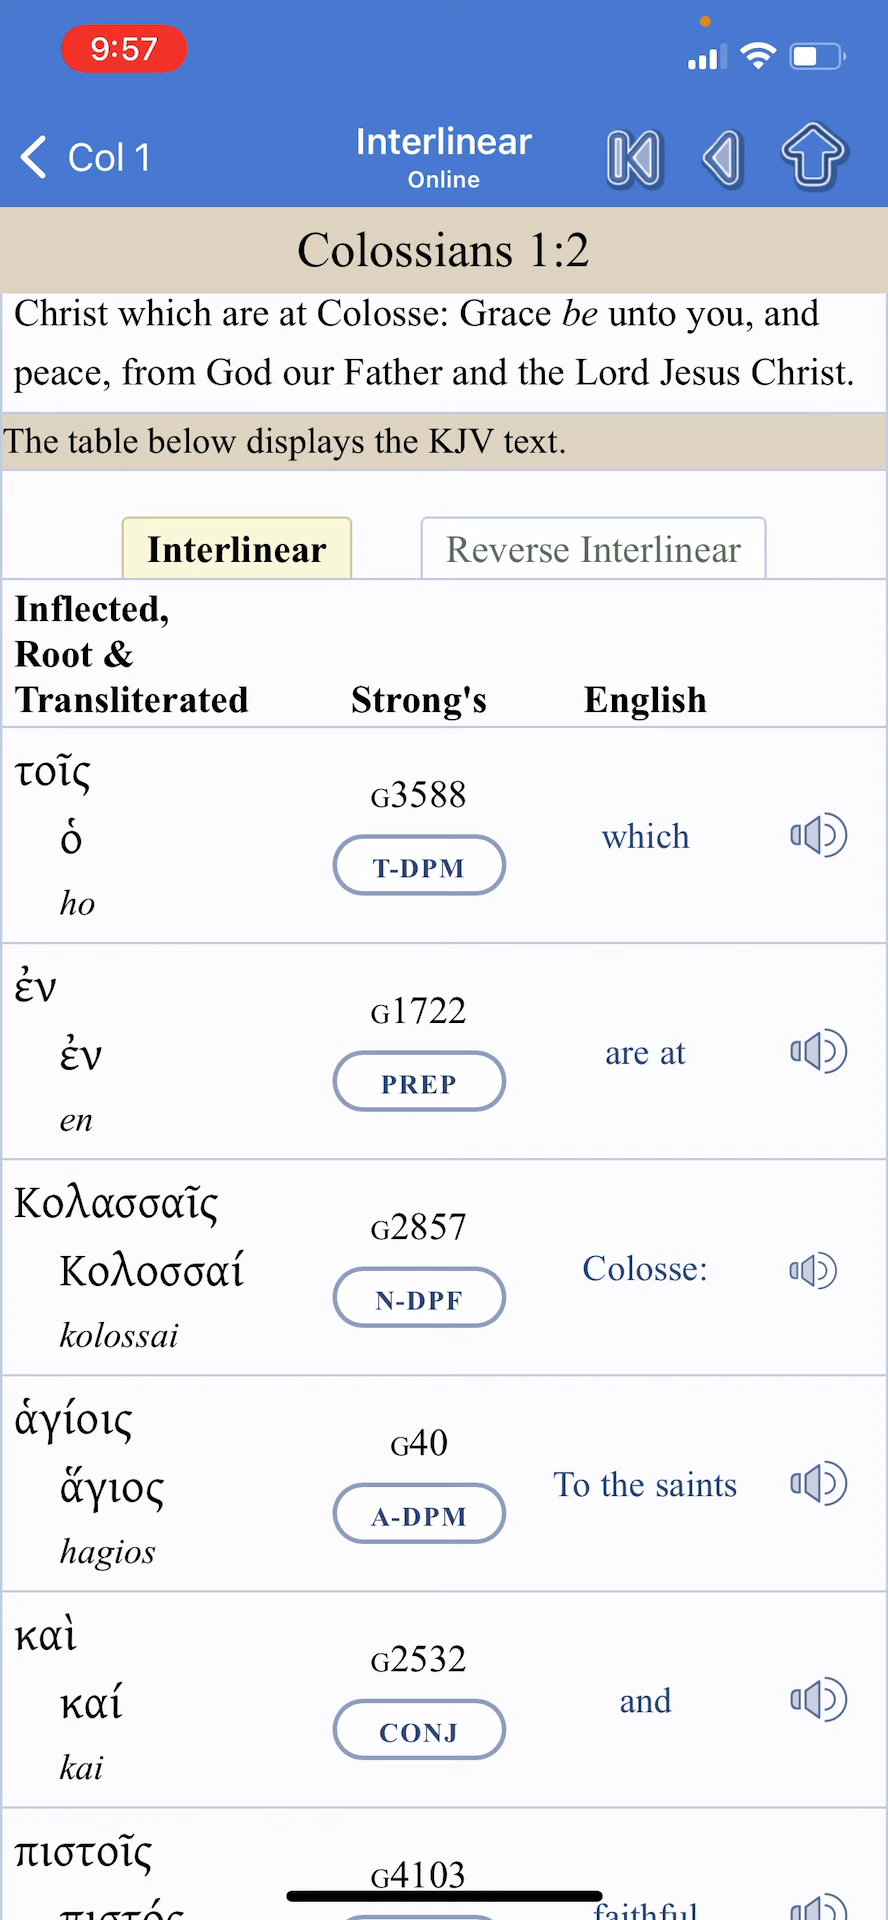 9:57
Col 1
Interlinear
Online
Colossians 1:2
Christ which are at Colosse: Grace be unto you, and
peace, from God our Father and the Lord Jesus Christ.
The table below displays the KJV text.
Interlinear
Reverse Interlinear
Inflected,
Root &
Transliterated
Strong's
English
τοῖς
ὁ
ho
G3588
T-DPM
which
ἐν
ἐν
en
G1722
PREP
are at
Κολασσαῖς
Κολοσσαί
kolossai
G2857
N-DPF
Colosse:
ἁγίοις
ἅγιος
hagios
G40
A-DPM
To the saints
καὶ
καί
kai
G2532
CONJ
and
πιστοῖς
πιστός
G4103
faithful